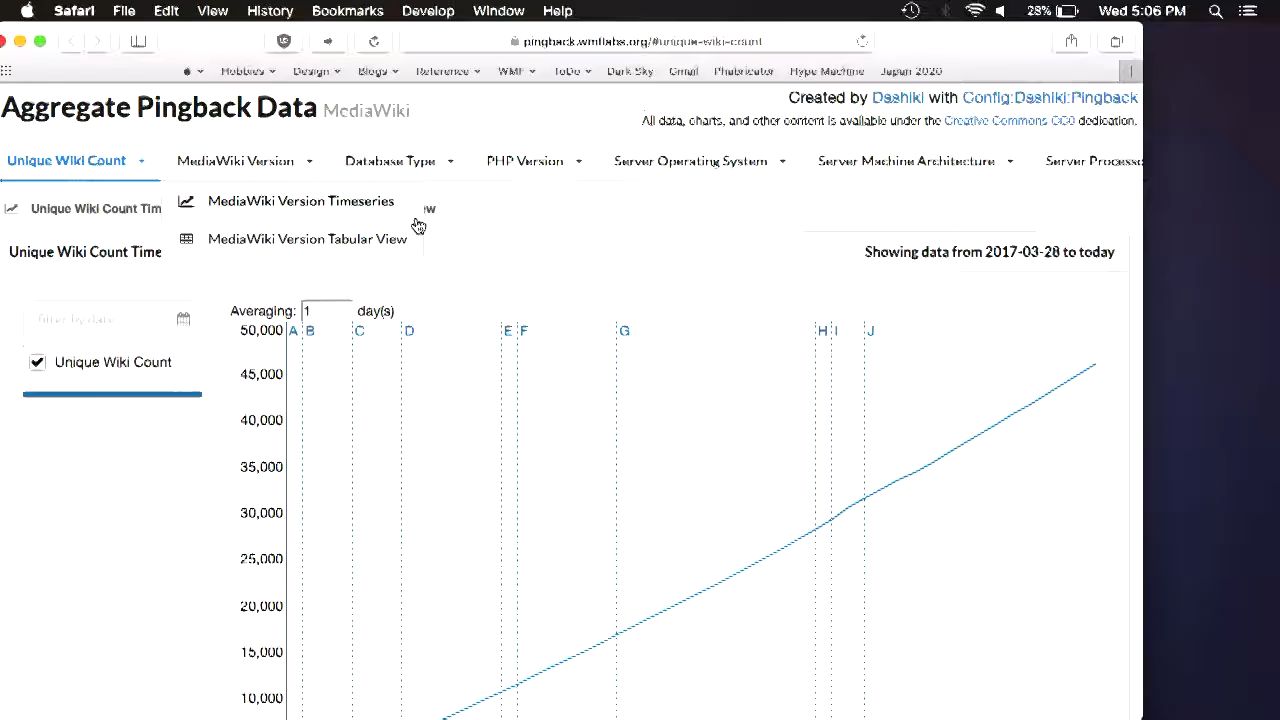 Safari File Edit View History Bookmarks Develop Window Help 28% Wed 5:06 PM
pingback.wmflabs.org/#unique-wiki-count
Hobbies Design Blogs Reference WMF ToDo Dark Sky Gmail Phabricator Hype Machine Japan 2020
Aggregate Pingback Data MediaWiki
Created by Dashiki with Config:Dashiki:Pingback
All data, charts, and other content is available under the Creative Commons CC0 dedication.
Unique Wiki Count MediaWiki Version Database Type PHP Version Server Operating System Server Machine Architecture Server Processo
MediaWiki Version Timeseries
Unique Wiki Count Tim ew
MediaWiki Version Tabular View
Unique Wiki Count Time Showing data from 2017-03-28 to today
Averaging: 1 day(s)
filter by date
50,000 A B C D E F G H I J
Unique Wiki Count
45,000
40,000
35,000
30,000
25,000
20,000
15,000
10,000